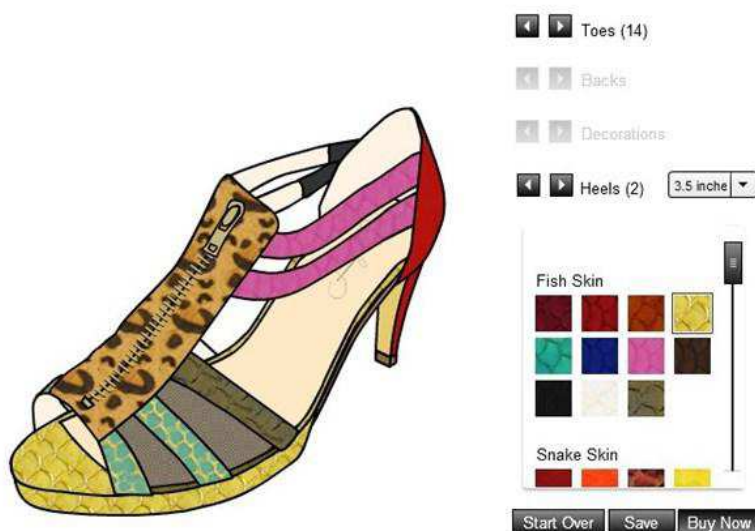 Toes (14)
Backs
Decorations
Heels (2) 3.5 inche
Fish Skin
Snake Skin
Start Over Save Buy Now